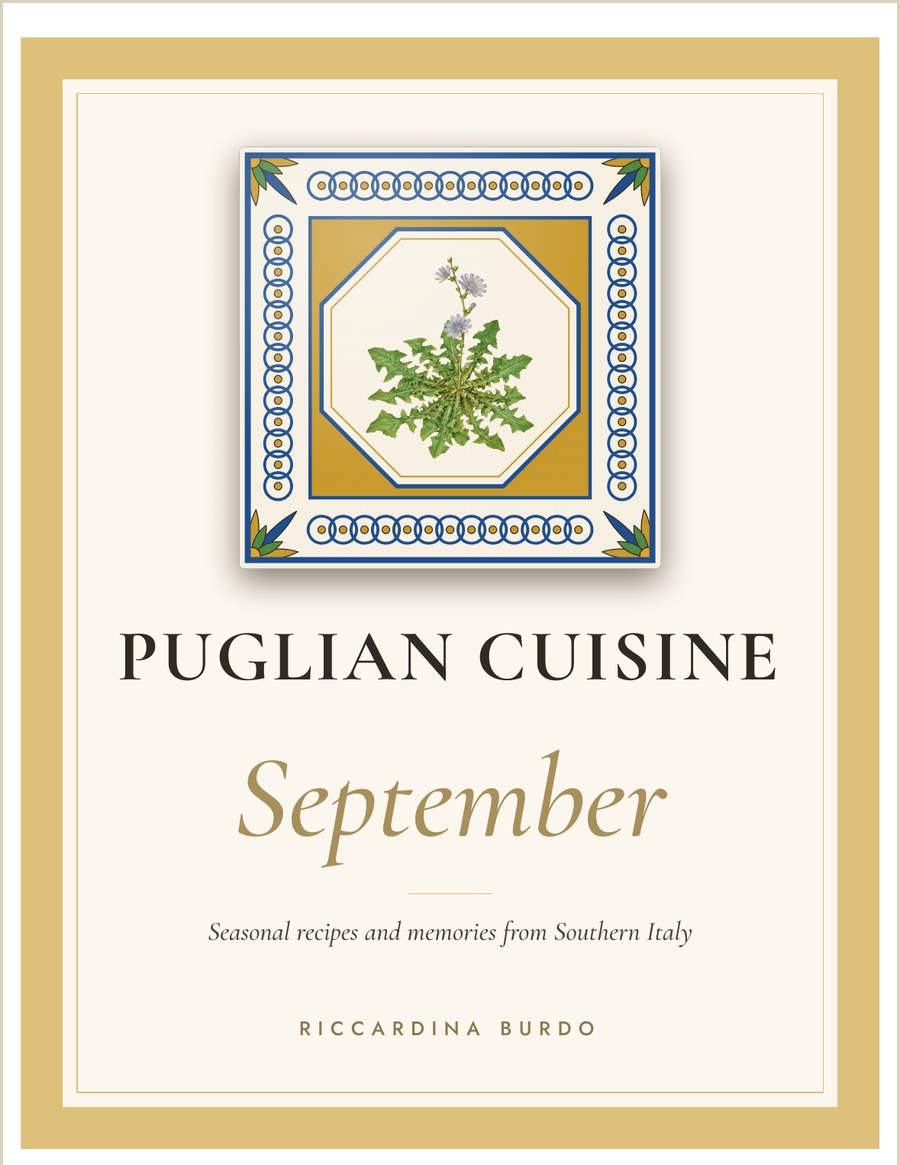 PUGLIAN CUISINE
September
Seasonal recipes and memories from Southern Italy
RICCARDINA BURDO